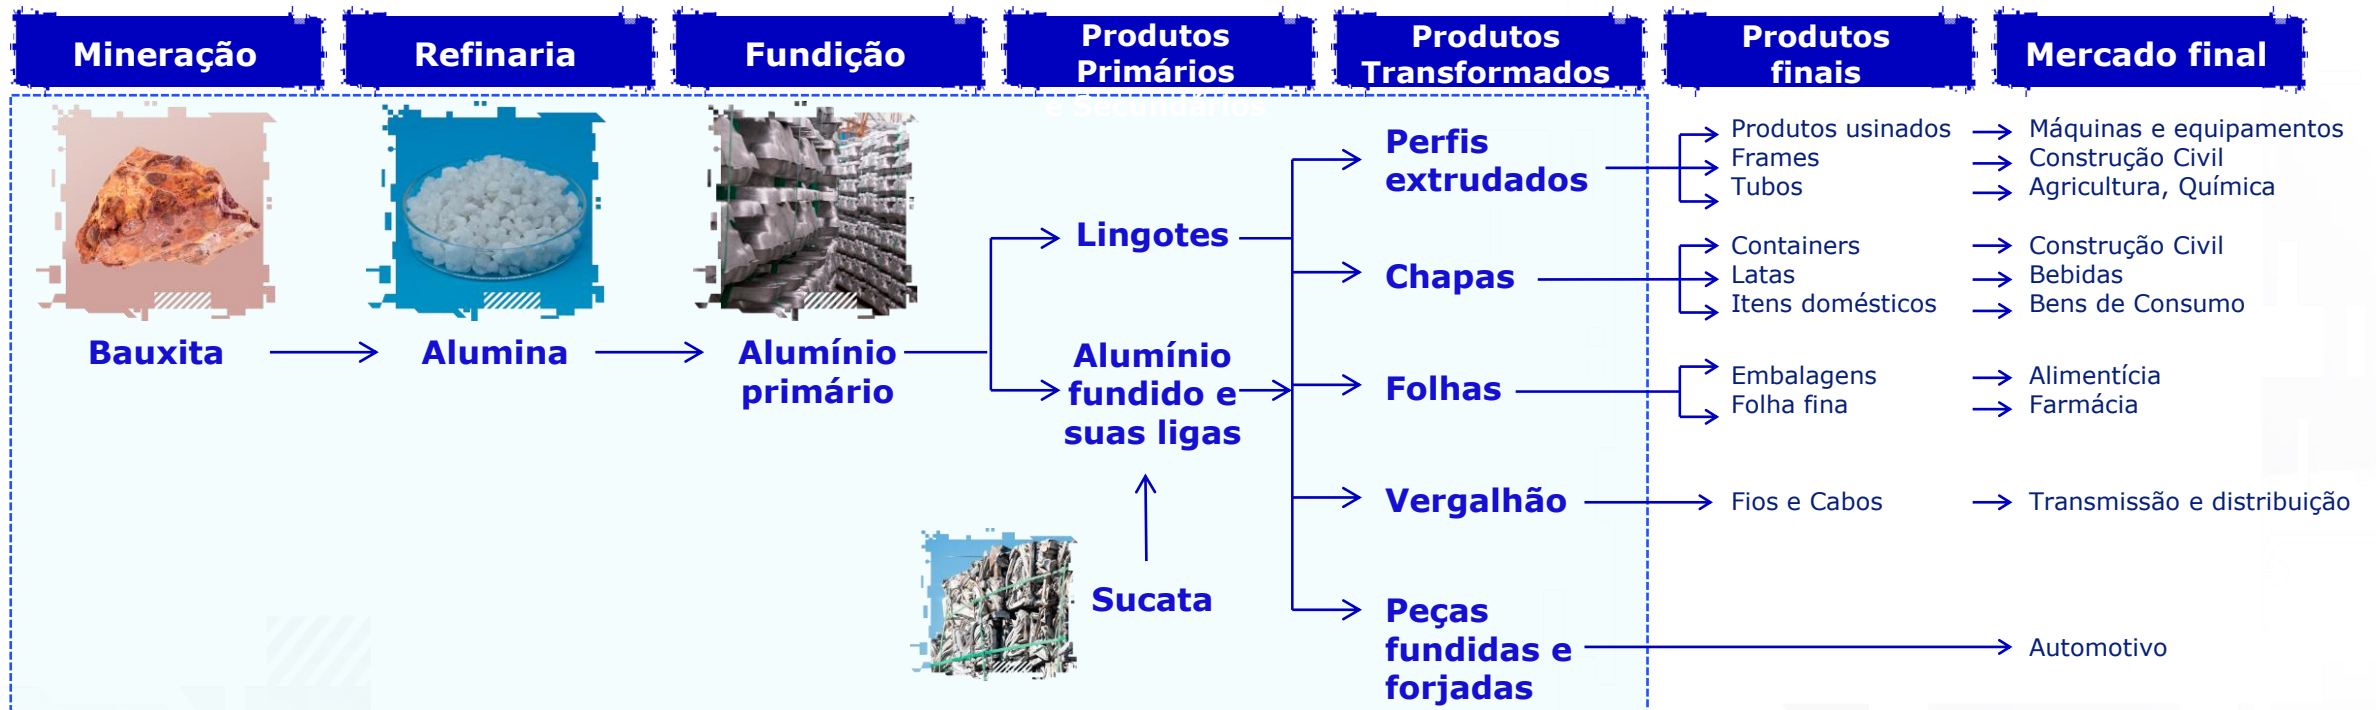 Mineração
Refinaria
Fundição
Produtos
Primários
e Secundários
Produtos
Transformados
Produtos
finais
Mercado final
Bauxita
Alumina
Alumínio
primário
Lingotes
Alumínio
fundido e
suas ligas
Sucata
Perfis
extrudados
Chapas
Folhas
Vergalhão
Peças
fundidas e
forjadas
Produtos usinados
Frames
Tubos
Containers
Latas
Itens domésticos
Embalagens
Folha fina
Fios e Cabos
Máquinas e equipamentos
Construção Civil
Agricultura, Química
Construção Civil
Bebidas
Bens de Consumo
Alimentícia
Farmácia
Transmissão e distribuição
Automotivo